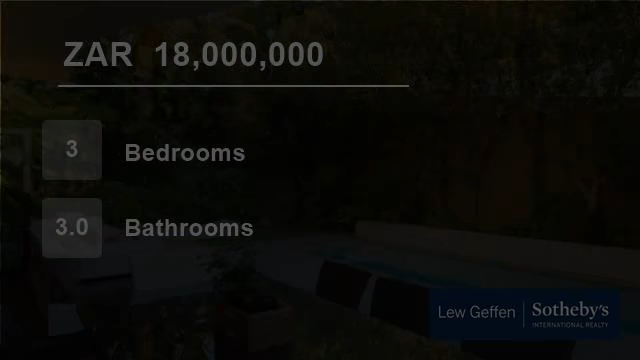 ZAR 18,000,000
3 Bedrooms
3.0 Bathrooms
Lew Geffen Sotheby's
INTERNATIONAL REALTY